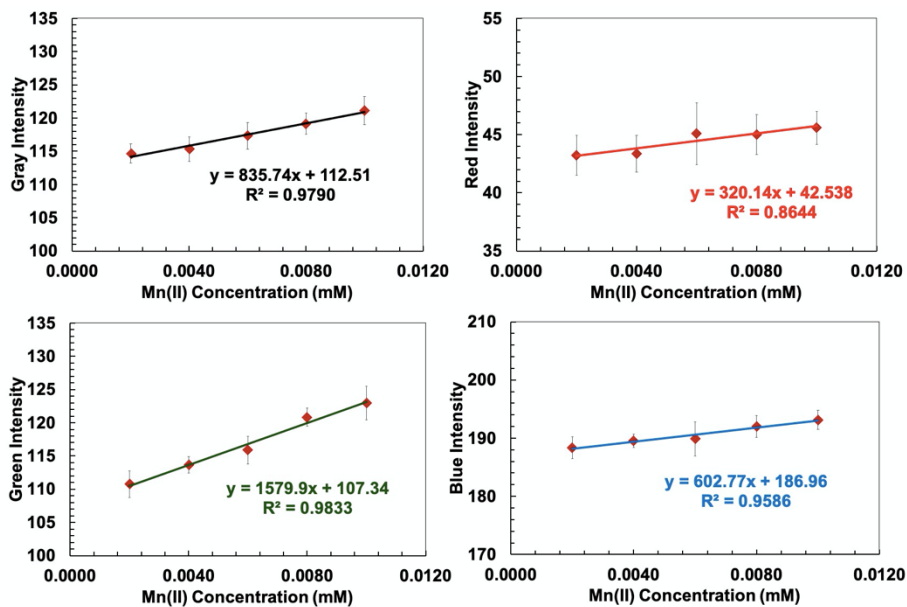 Gray Intensity
135
130
125
120
115
110
105
100
y = 835.74x + 112.51
R² = 0.9790
0.0000 0.0040 0.0080 0.0120
Mn(II) Concentration (mM)
Red Intensity
55
50
45
40
35
y = 320.14x + 42.538
R² = 0.8644
0.0000 0.0040 0.0080 0.0120
Mn(II) Concentration (mM)
Green Intensity
135
130
125
120
115
110
105
100
y = 1579.9x + 107.34
R² = 0.9833
0.0000 0.0040 0.0080 0.0120
Mn(II) Concentration (mM)
Blue Intensity
210
200
190
180
170
y = 602.77x + 186.96
R² = 0.9586
0.0000 0.0040 0.0080 0.0120
Mn(II) Concentration (mM)